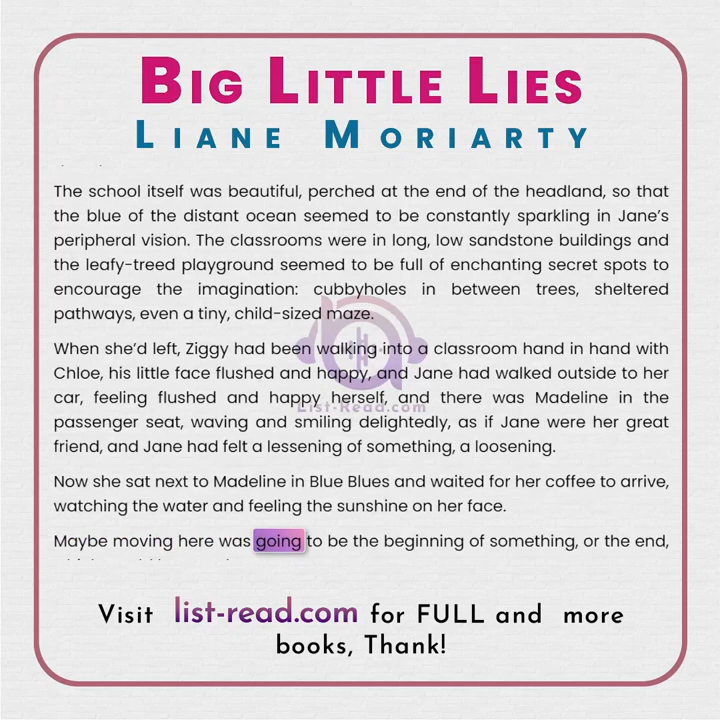 Big Little Lies
Liane Moriarty
The school itself was beautiful, perched at the end of the headland, so that
the blue of the distant ocean seemed to be constantly sparkling in Jane’s
peripheral vision. The classrooms were in long, low sandstone buildings and
the leafy-treed playground seemed to be full of enchanting secret spots to
encourage the imagination: cubbyholes in between trees, sheltered
pathways, even a tiny, child-sized maze.
When she’d left, Ziggy had been walking into a classroom hand in hand with
Chloe, his little face flushed and happy, and Jane had walked outside to her
car, feeling flushed and happy herself, and there was Madeline in the
List-Read.com
passenger seat, waving and smiling delightedly, as if Jane were her great
friend, and Jane had felt a lessening of something, a loosening.
Now she sat next to Madeline in Blue Blues and waited for her coffee to arrive,
watching the water and feeling the sunshine on her face.
Maybe moving here was going to be the beginning of something, or the end,
Visit list-read.com for FULL and more
books, Thank!